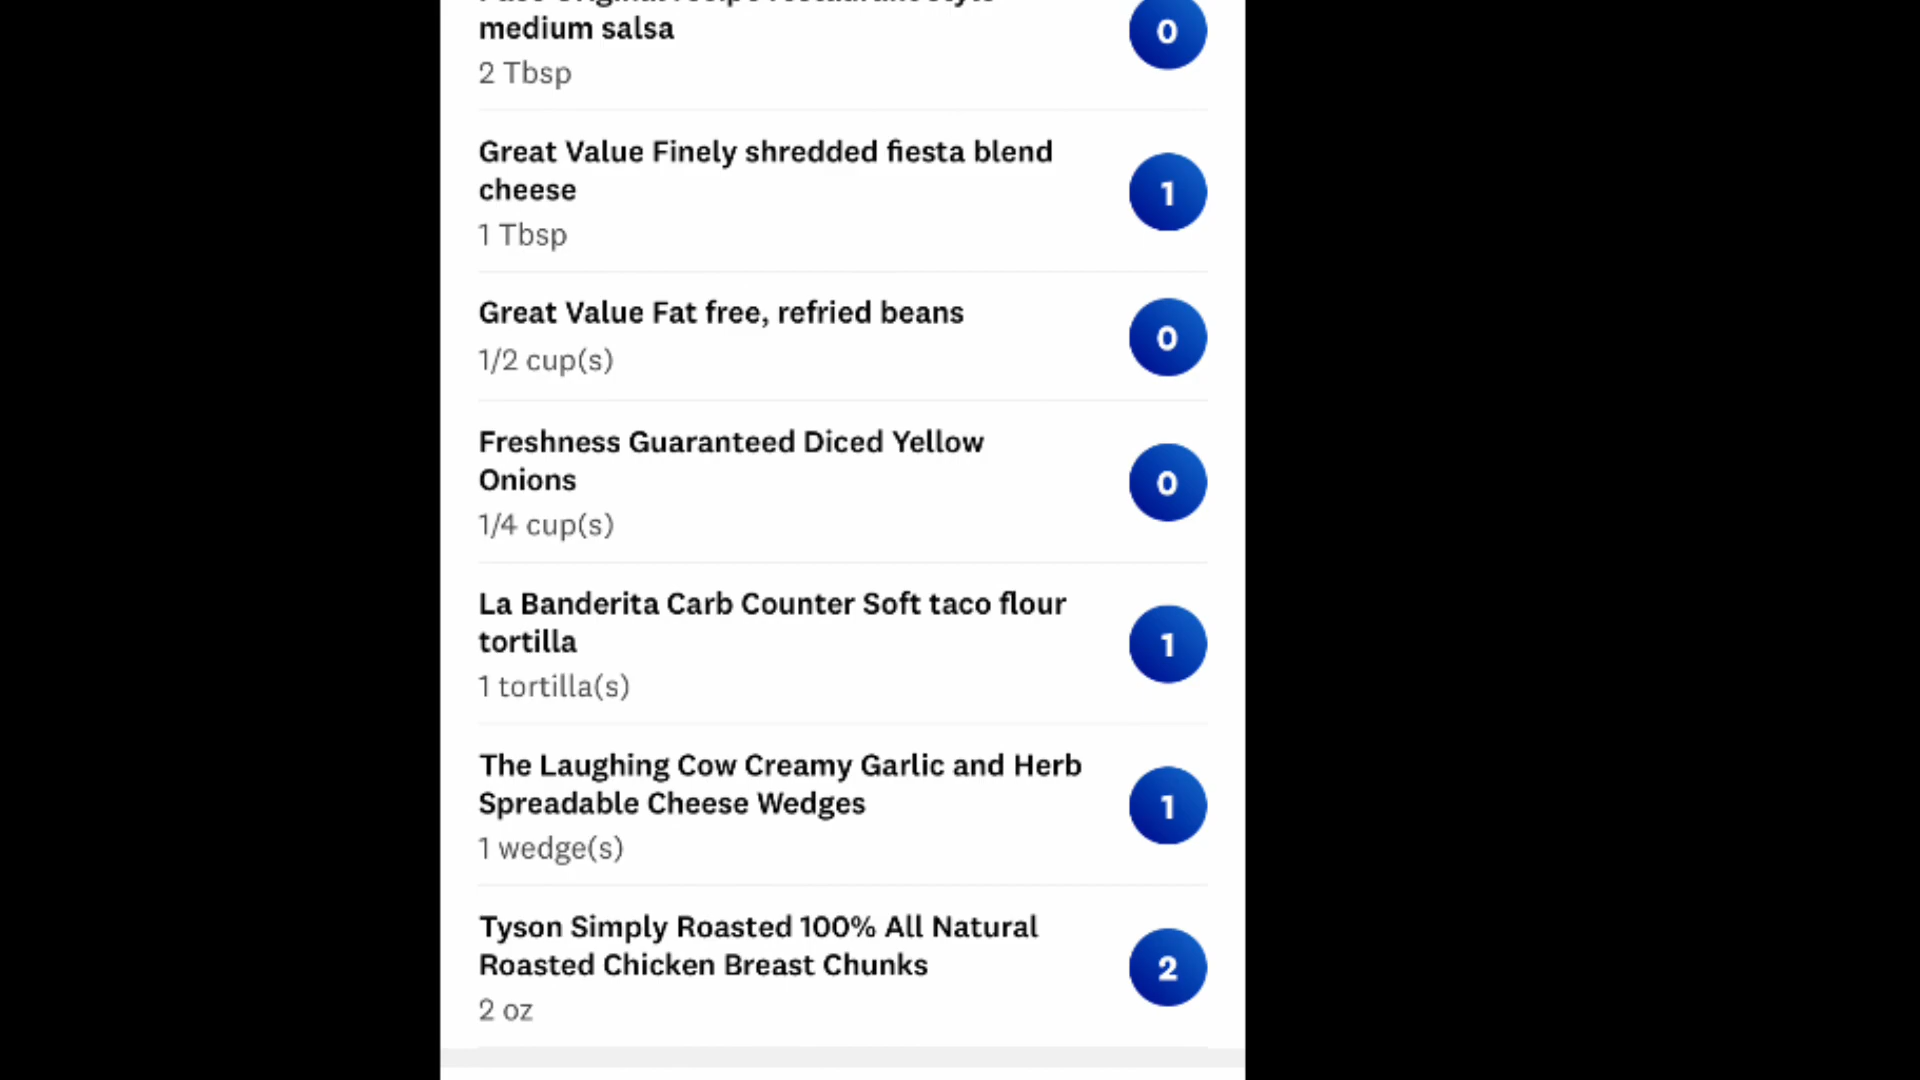 medium salsa
0
2 Tbsp
Great Value Finely shredded fiesta blend
cheese
1
1 Tbsp
Great Value Fat free, refried beans
0
1/2 cup(s)
Freshness Guaranteed Diced Yellow
Onions
0
1/4 cup(s)
La Banderita Carb Counter Soft taco flour
tortilla
1
1 tortilla(s)
The Laughing Cow Creamy Garlic and Herb
Spreadable Cheese Wedges
1
1 wedge(s)
Tyson Simply Roasted 100% All Natural
Roasted Chicken Breast Chunks
2
2 oz